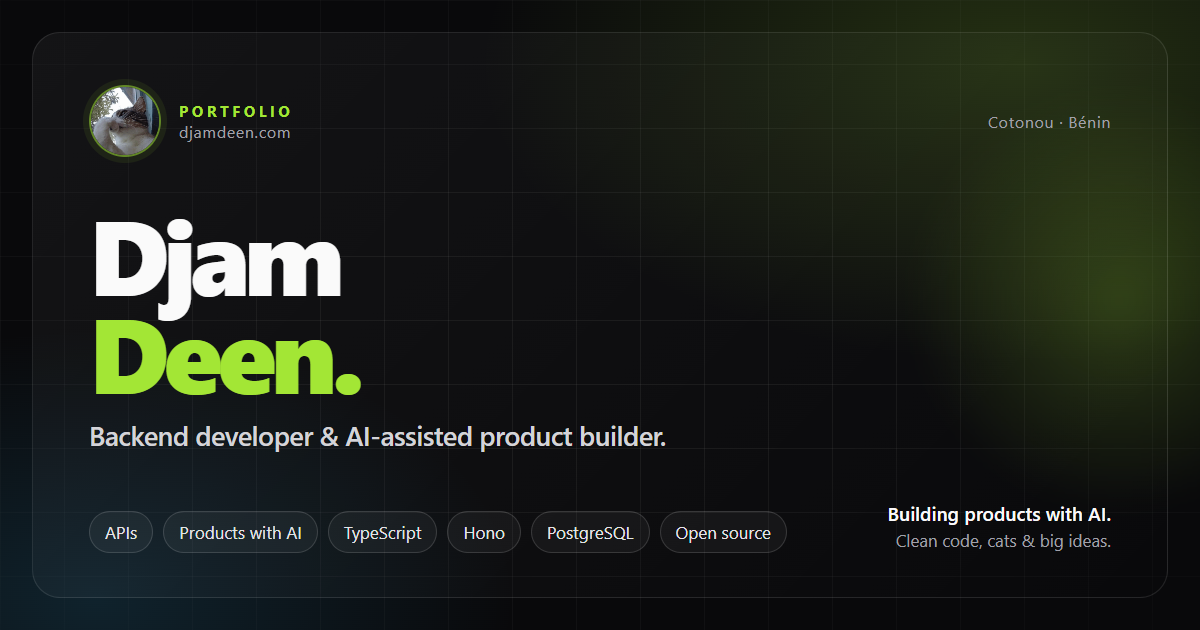 PORTFOLIO
djamdeen.com
Cotonou · Bénin
Djam
Deen.
Backend developer & AI-assisted product builder.
APIs
Products with AI
TypeScript
Hono
PostgreSQL
Open source
Building products with AI.
Clean code, cats & big ideas.